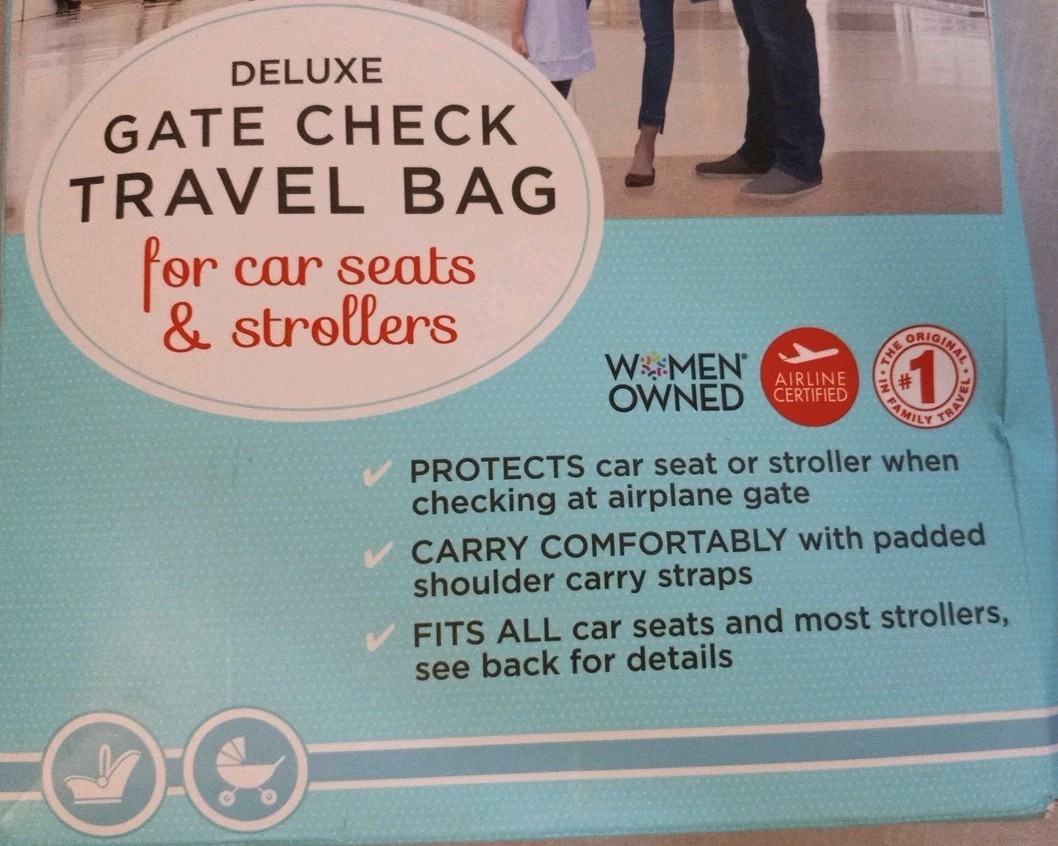 DELUXE
GATE CHECK
TRAVEL BAG
for car seats
& strollers
WOMEN®
OWNED
AIRLINE
CERTIFIED
THE ORIGINAL
#1
IN FAMILY TRAVEL
PROTECTS car seat or stroller when
checking at airplane gate
CARRY COMFORTABLY with padded
shoulder carry straps
FITS ALL car seats and most strollers,
see back for details